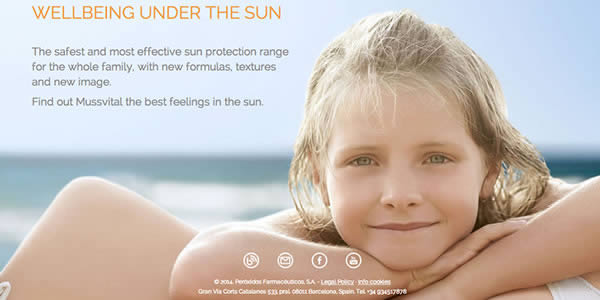 WELLBEING UNDER THE SUN
The safest and most effective sun protection range
for the whole family, with new formulas, textures
and new image.
Find out Mussvital the best feelings in the sun.
© 2014. Peroxidos Farmacéuticos, S.A. - Legal Policy · Info cookies
Gran Via Corts Catalanes 533, pral. 08011 Barcelona, Spain. Tel. +34 934517878